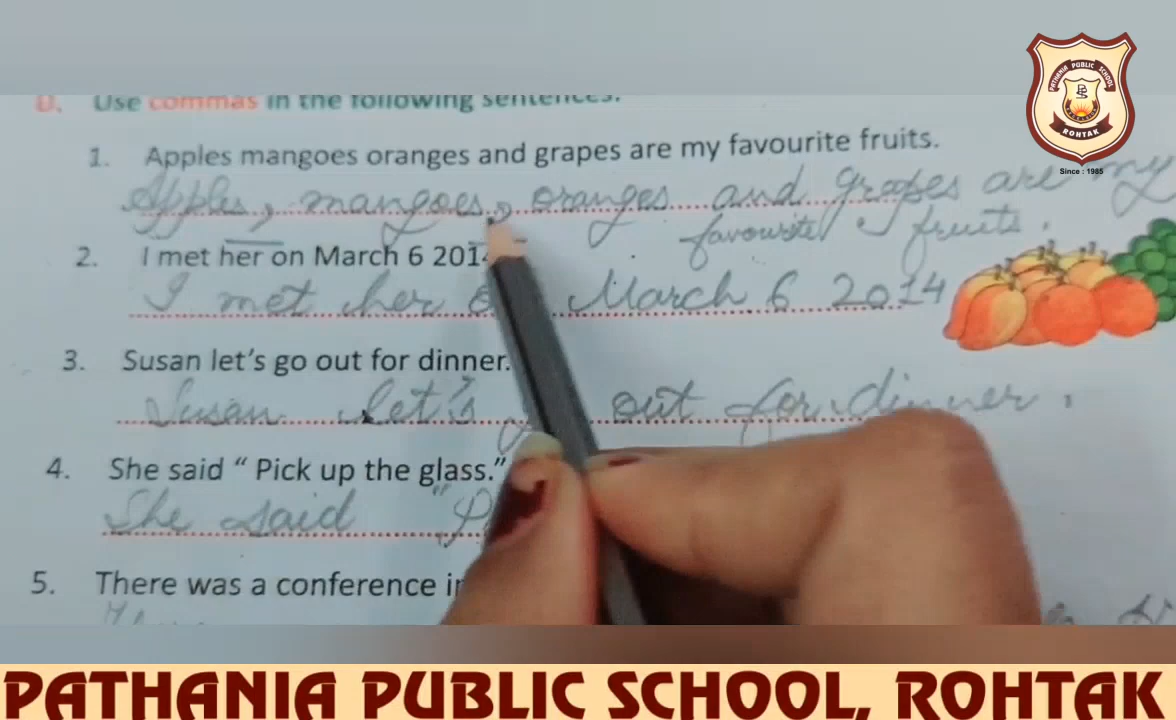 D. Use commas in the following sentences.
1. Apples mangoes oranges and grapes are my favourite fruits.
Apples, mangoes, oranges and grapes are my
favourite fruits.
2. I met her on March 6 2014
I met her March 6 2014
3. Susan let's go out for dinner.
Susan let's out for dinner.
4. She said “ Pick up the glass.”
She said "P
5. There was a conference in
PATHANIA PUBLIC SCHOOL
ROHTAK
Since : 1985
PATHANIA PUBLIC SCHOOL, ROHTAK